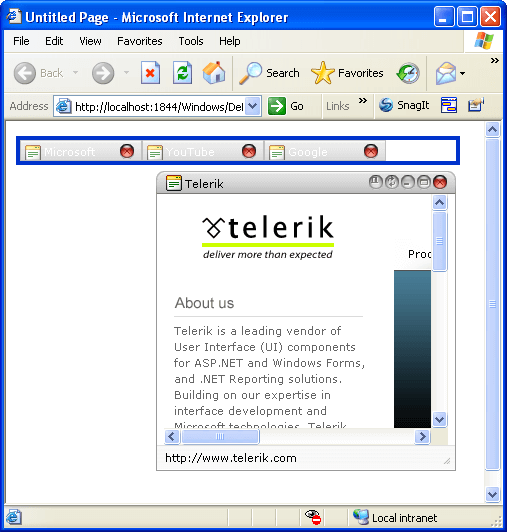 Untitled Page - Microsoft Internet Explorer
File Edit View Favorites Tools Help
Back Search Favorites
Address http://localhost:1844/Windows/Del Go Links SnagIt
Microsoft YouTube Google
Telerik
telerik
deliver more than expected
Prod
About us
Telerik is a leading vendor of
User Interface (UI) components
for ASP.NET and Windows Forms,
and .NET Reporting solutions.
Building on our expertise in
interface development and
Microsoft technologies, Telerik
http://www.telerik.com
Local intranet